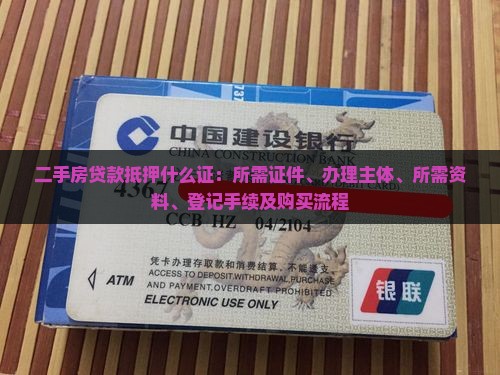 中国建设银行
CHINA CONSTRUCTION BANK
二手房贷款抵押什么证：所需证件、办理主体、所需资
料、登记手续及购买流程
4367
CCB HZ 04/2104
凭卡办理存取款和消费结算，不能透支。
ACCESS TO DEPOSIT.WITHDRAWAL.PURCHASE
AND PAYMENT.OVERDRAFT PROHIBITED.
ATM
ELECTRONIC USE ONLY
银联